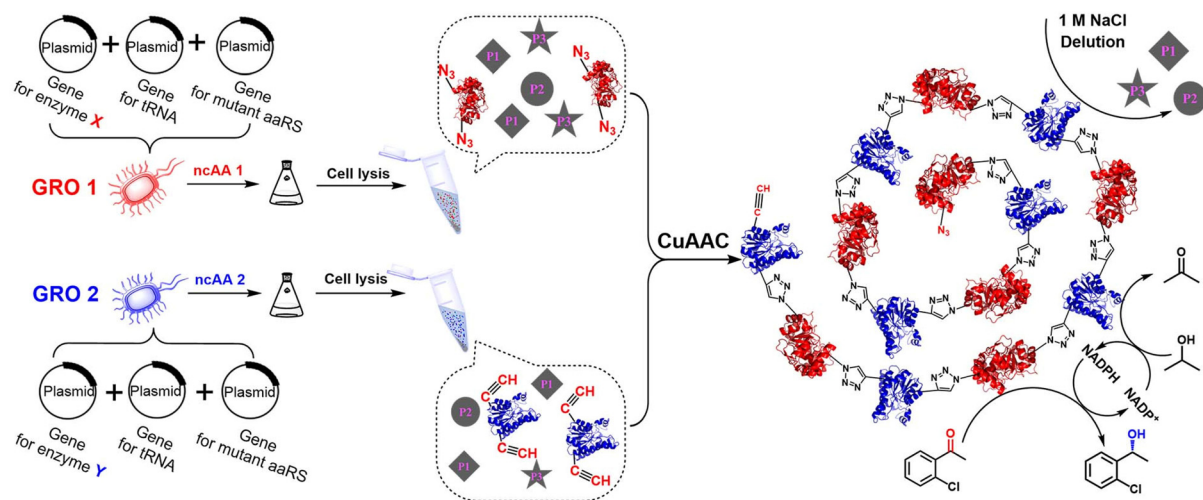 Plasmid
Plasmid
Plasmid
Gene
for enzyme X
Gene
for tRNA
Gene
for mutant aaRS
GRO 1
ncAA 1
Cell lysis
GRO 2
ncAA 2
Cell lysis
Plasmid
Plasmid
Plasmid
Gene
for enzyme Y
Gene
for tRNA
Gene
for mutant aaRS
P3
P1
N3
N3
P2
P1
P3
N3
N3
CuAAC
P1
CH
C
CH
C
P2
C
CH
C
CH
P1
P3
1 M NaCl
Delution
P1
P3
P2
CH
C
N3
N=N
N
O
OH
NADPH
NADP+
O
Cl
OH
Cl